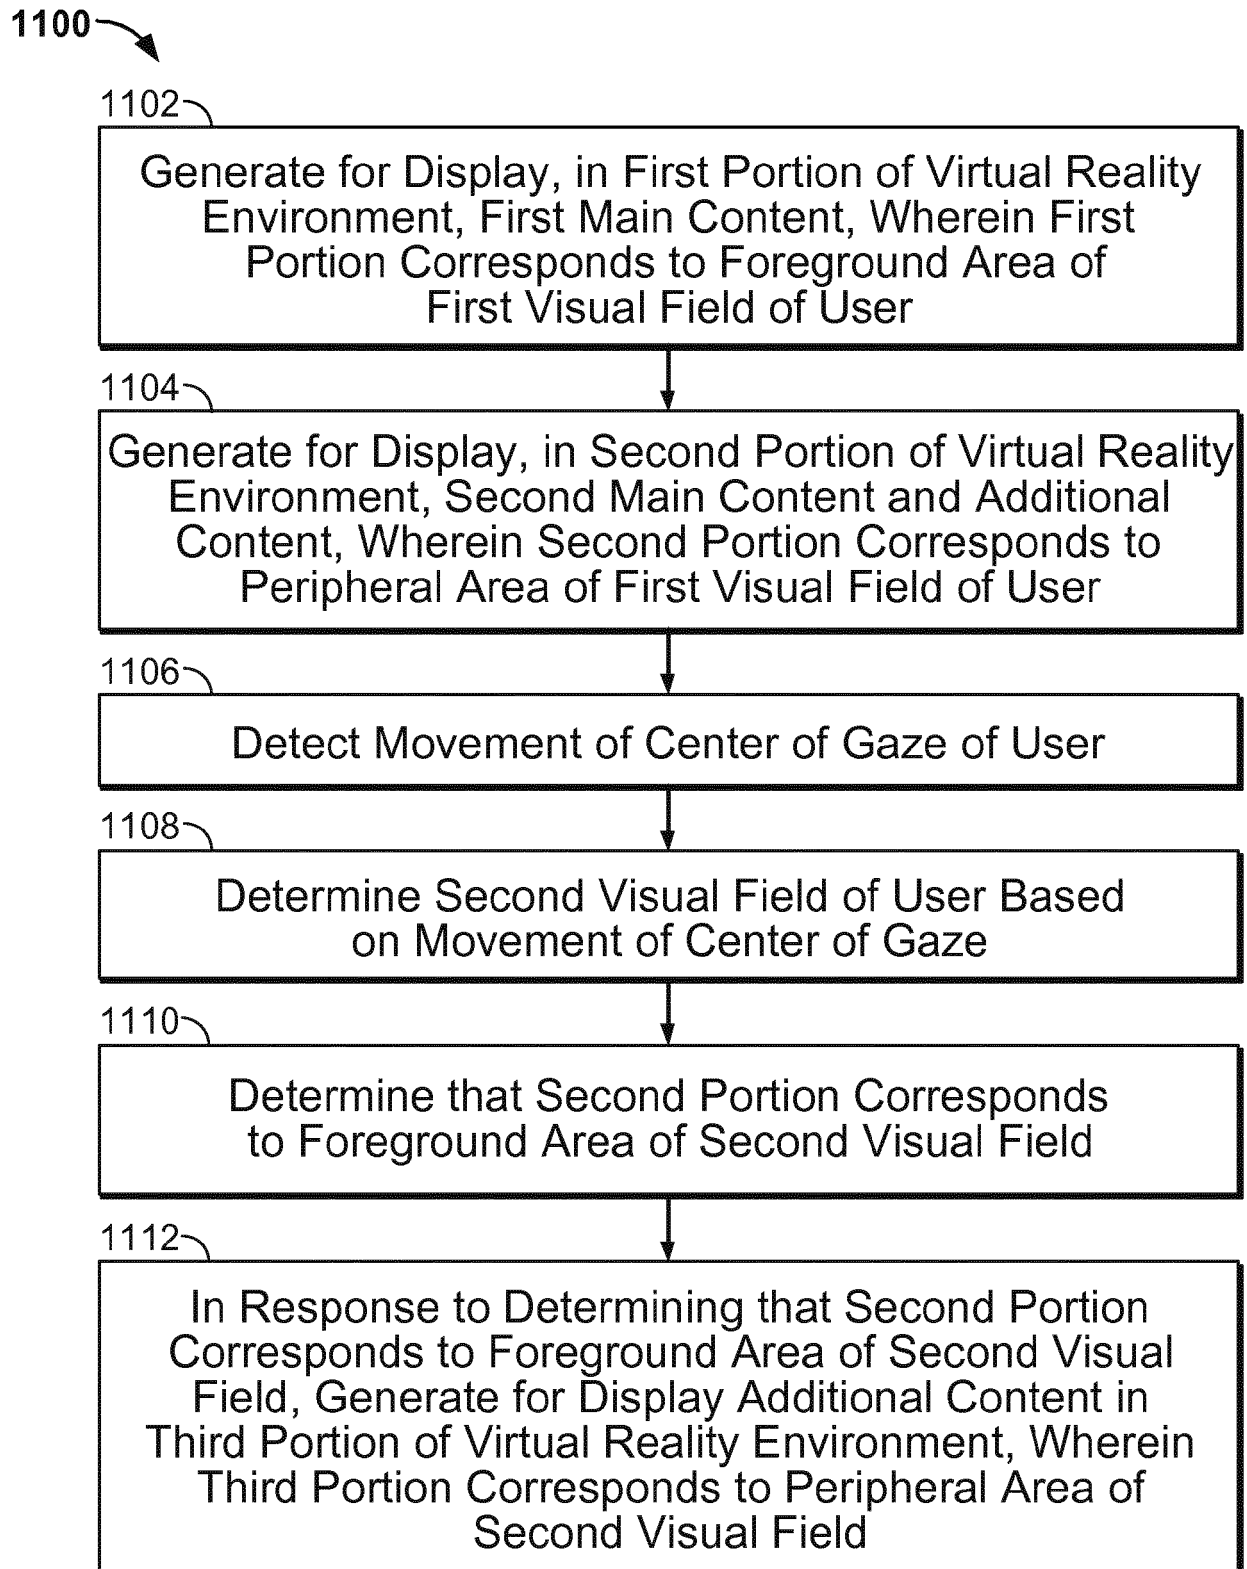 1100
1102
Generate for Display, in First Portion of Virtual Reality
Environment, First Main Content, Wherein First
Portion Corresponds to Foreground Area of
First Visual Field of User
1104
Generate for Display, in Second Portion of Virtual Reality
Environment, Second Main Content and Additional
Content, Wherein Second Portion Corresponds to
Peripheral Area of First Visual Field of User
1106
Detect Movement of Center of Gaze of User
1108
Determine Second Visual Field of User Based
on Movement of Center of Gaze
1110
Determine that Second Portion Corresponds
to Foreground Area of Second Visual Field
1112
In Response to Determining that Second Portion
Corresponds to Foreground Area of Second Visual
Field, Generate for Display Additional Content in
Third Portion of Virtual Reality Environment, Wherein
Third Portion Corresponds to Peripheral Area of
Second Visual Field